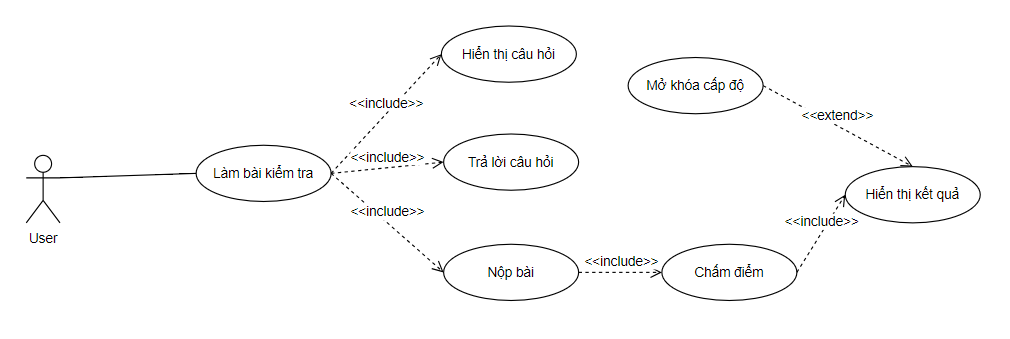 Hiển thị câu hỏi
Mở khóa cấp độ
<<include>>
<<extend>>
<<include>>
Trả lời câu hỏi
Làm bài kiểm tra
Hiển thị kết quả
<<include>>
<<include>>
User
<<include>>
Nộp bài
Chấm điểm